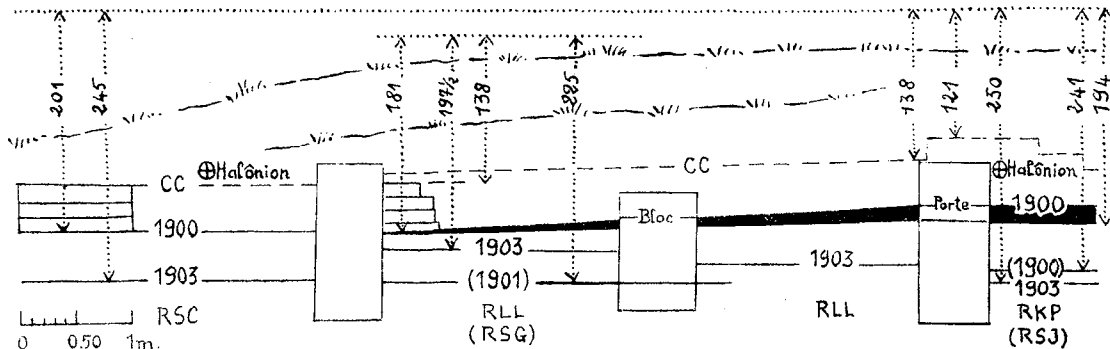 201
245
181
197½
138
285
138
121
250
241
194
CC
Halônion
CC
Halônion
Bloc
Porte
1900
1900
1903
1903
1903
(1900)
(1901)
1903
RSC
RLL
(RSG)
RLL
RKP
(RSJ)
0 0.50 1m.